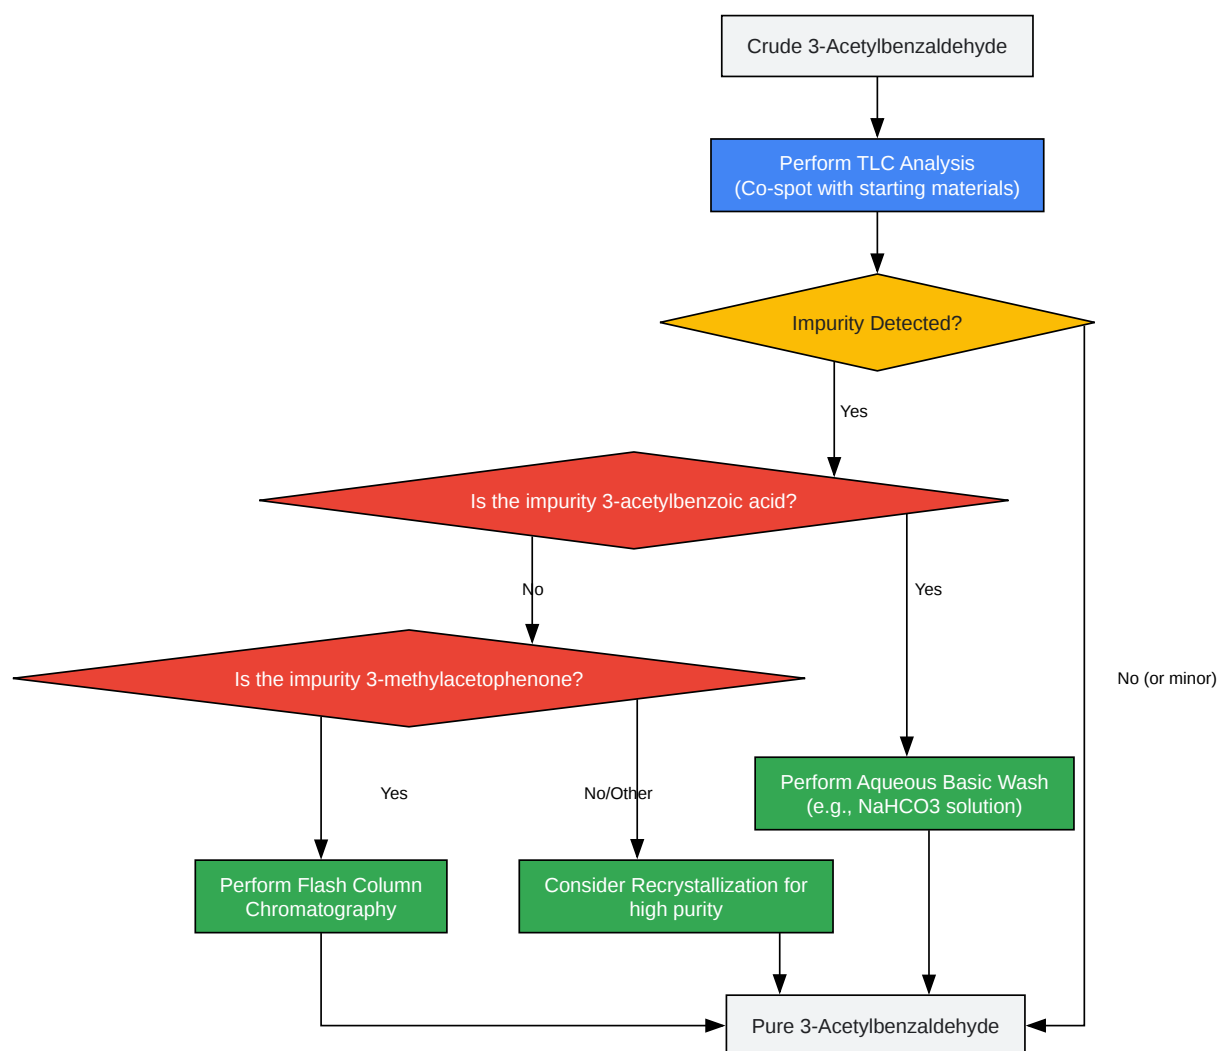 Crude 3-Acetylbenzaldehyde
Perform TLC Analysis
(Co-spot with starting materials)
Impurity Detected?
Yes
Is the impurity 3-acetylbenzoic acid?
No
Yes
Is the impurity 3-methylacetophenone?
No (or minor)
Yes
No/Other
Perform Aqueous Basic Wash
(e.g., NaHCO3 solution)
Perform Flash Column
Chromatography
Consider Recrystallization for
high purity
Pure 3-Acetylbenzaldehyde